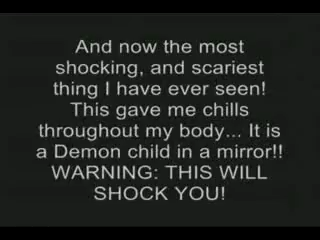 And now the most
shocking, and scariest
thing I have ever seen!
This gave me chills
throughout my body... It is
a Demon child in a mirror!!
WARNING: THIS WILL
SHOCK YOU!